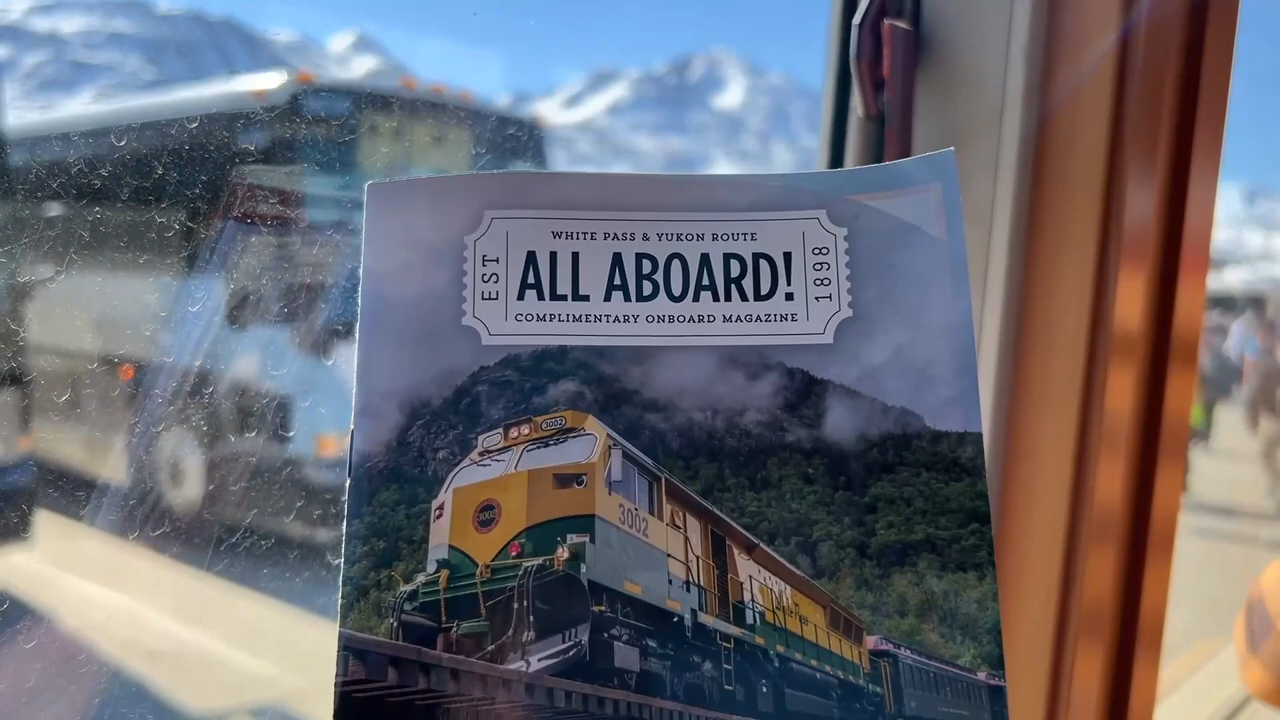 WHITE PASS & YUKON ROUTE
EST
ALL ABOARD!
1898
COMPLIMENTARY ONBOARD MAGAZINE
3002
3002
3002